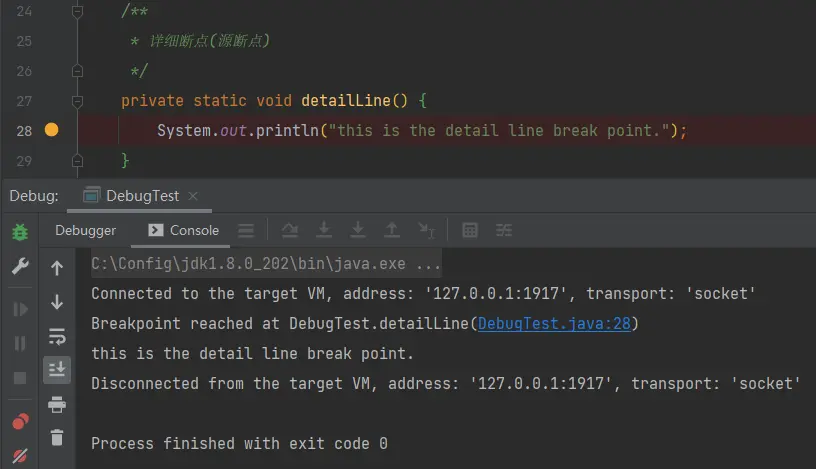 24 /**
25 * 详细断点(源断点)
26 */
27 private static void detailLine() {
28 System.out.println("this is the detail line break point.");
29 }
Debug: DebugTest ×
Debugger Console
C:\Config\jdk1.8.0_202\bin\java.exe ...
Connected to the target VM, address: '127.0.0.1:1917', transport: 'socket'
Breakpoint reached at DebugTest.detailLine(DebugTest.java:28)
this is the detail line break point.
Disconnected from the target VM, address: '127.0.0.1:1917', transport: 'socket'
Process finished with exit code 0